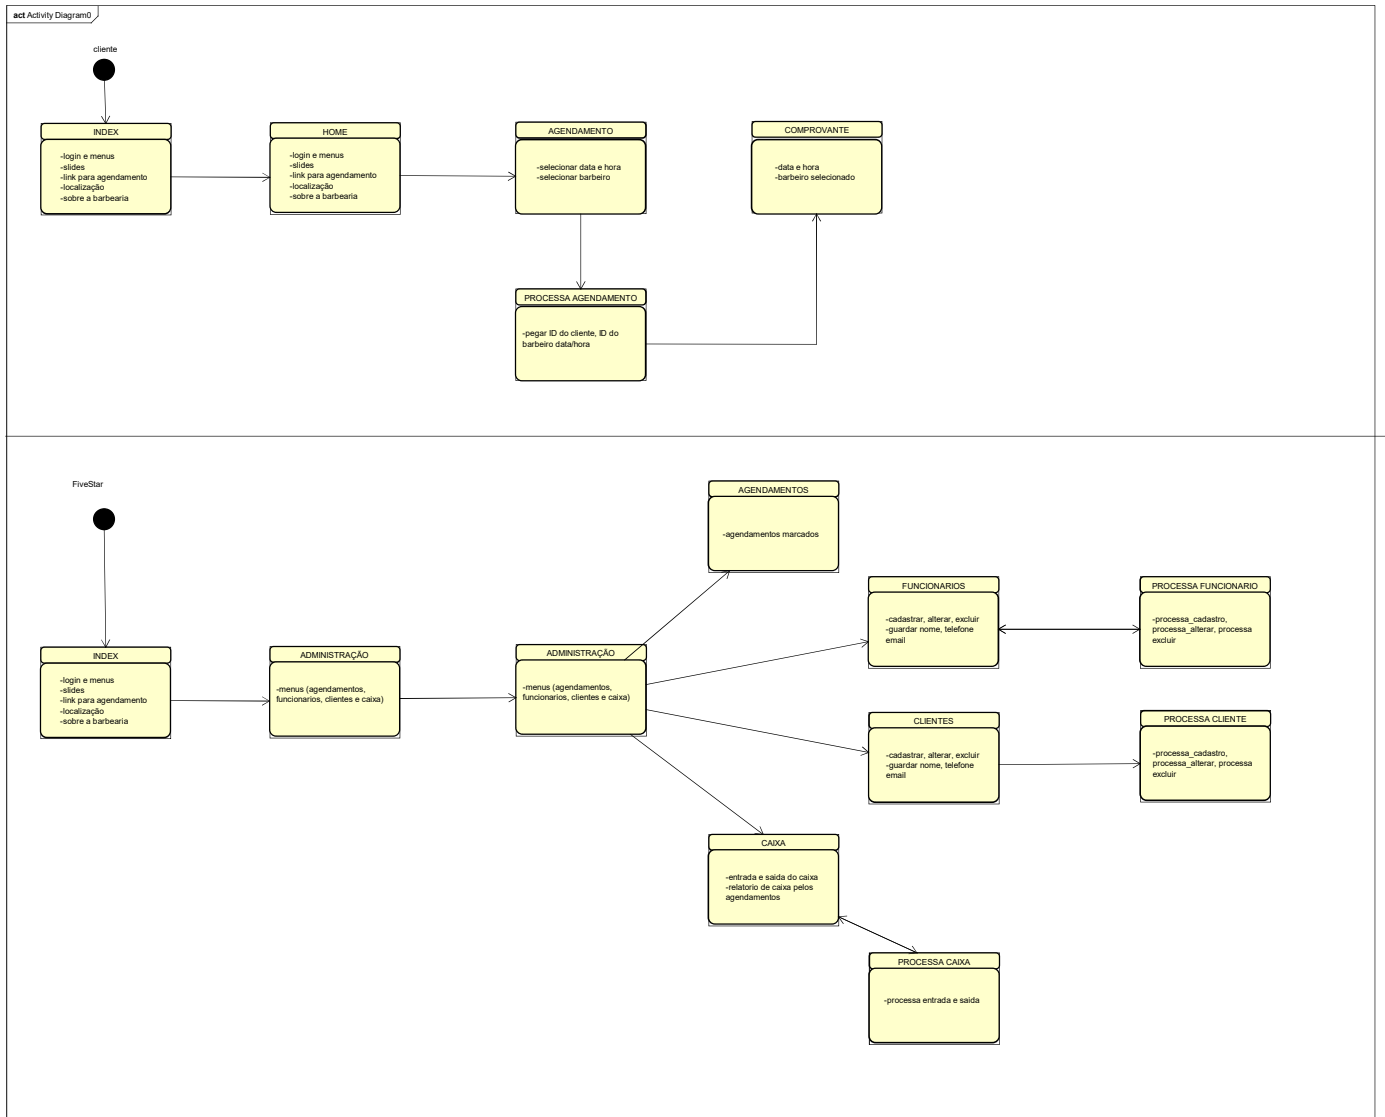 act Activity Diagram0
cliente
INDEX
-login e menus
-slides
-link para agendamento
-localização
-sobre a barbearia
HOME
-login e menus
-slides
-link para agendamento
-localização
-sobre a barbearia
AGENDAMENTO
-selecionar data e hora
-selecionar barbeiro
COMPROVANTE
-data e hora
-barbeiro selecionado
PROCESSA AGENDAMENTO
-pegar ID do cliente, ID do
barbeiro data/hora
FiveStar
INDEX
-login e menus
-slides
-link para agendamento
-localização
-sobre a barbearia
ADMINISTRAÇÃO
-menus (agendamentos,
funcionarios, clientes e caixa)
ADMINISTRAÇÃO
-menus (agendamentos,
funcionarios, clientes e caixa)
AGENDAMENTOS
-agendamentos marcados
FUNCIONARIOS
-cadastrar, alterar, excluir
-guardar nome, telefone
email
PROCESSA FUNCIONARIO
-processa_cadastro,
processa_alterar, processa
excluir
CLIENTES
-cadastrar, alterar, excluir
-guardar nome, telefone
email
PROCESSA CLIENTE
-processa_cadastro,
processa_alterar, processa
excluir
CAIXA
-entrada e saida do caixa
-relatorio de caixa pelos
agendamentos
PROCESSA CAIXA
-processa entrada e saida